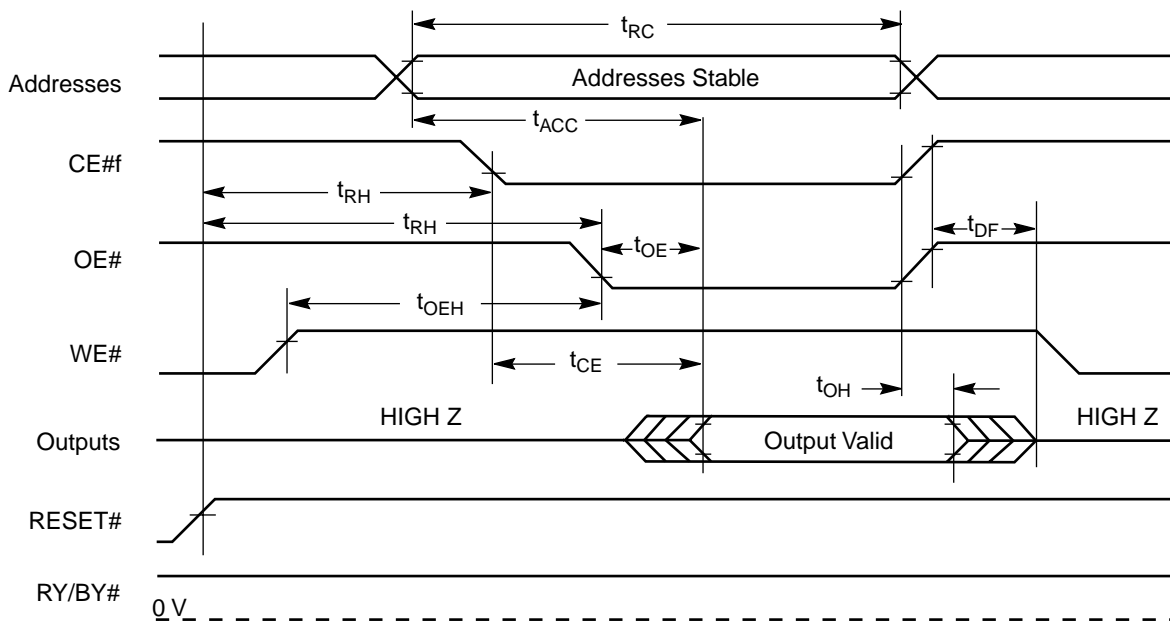 tRC
Addresses
Addresses Stable
tACC
CE#f
tRH
tRH
tOE
tDF
OE#
tOEH
WE#
tCE
tOH
HIGH Z
HIGH Z
Outputs
Output Valid
RESET#
RY/BY#
0 V